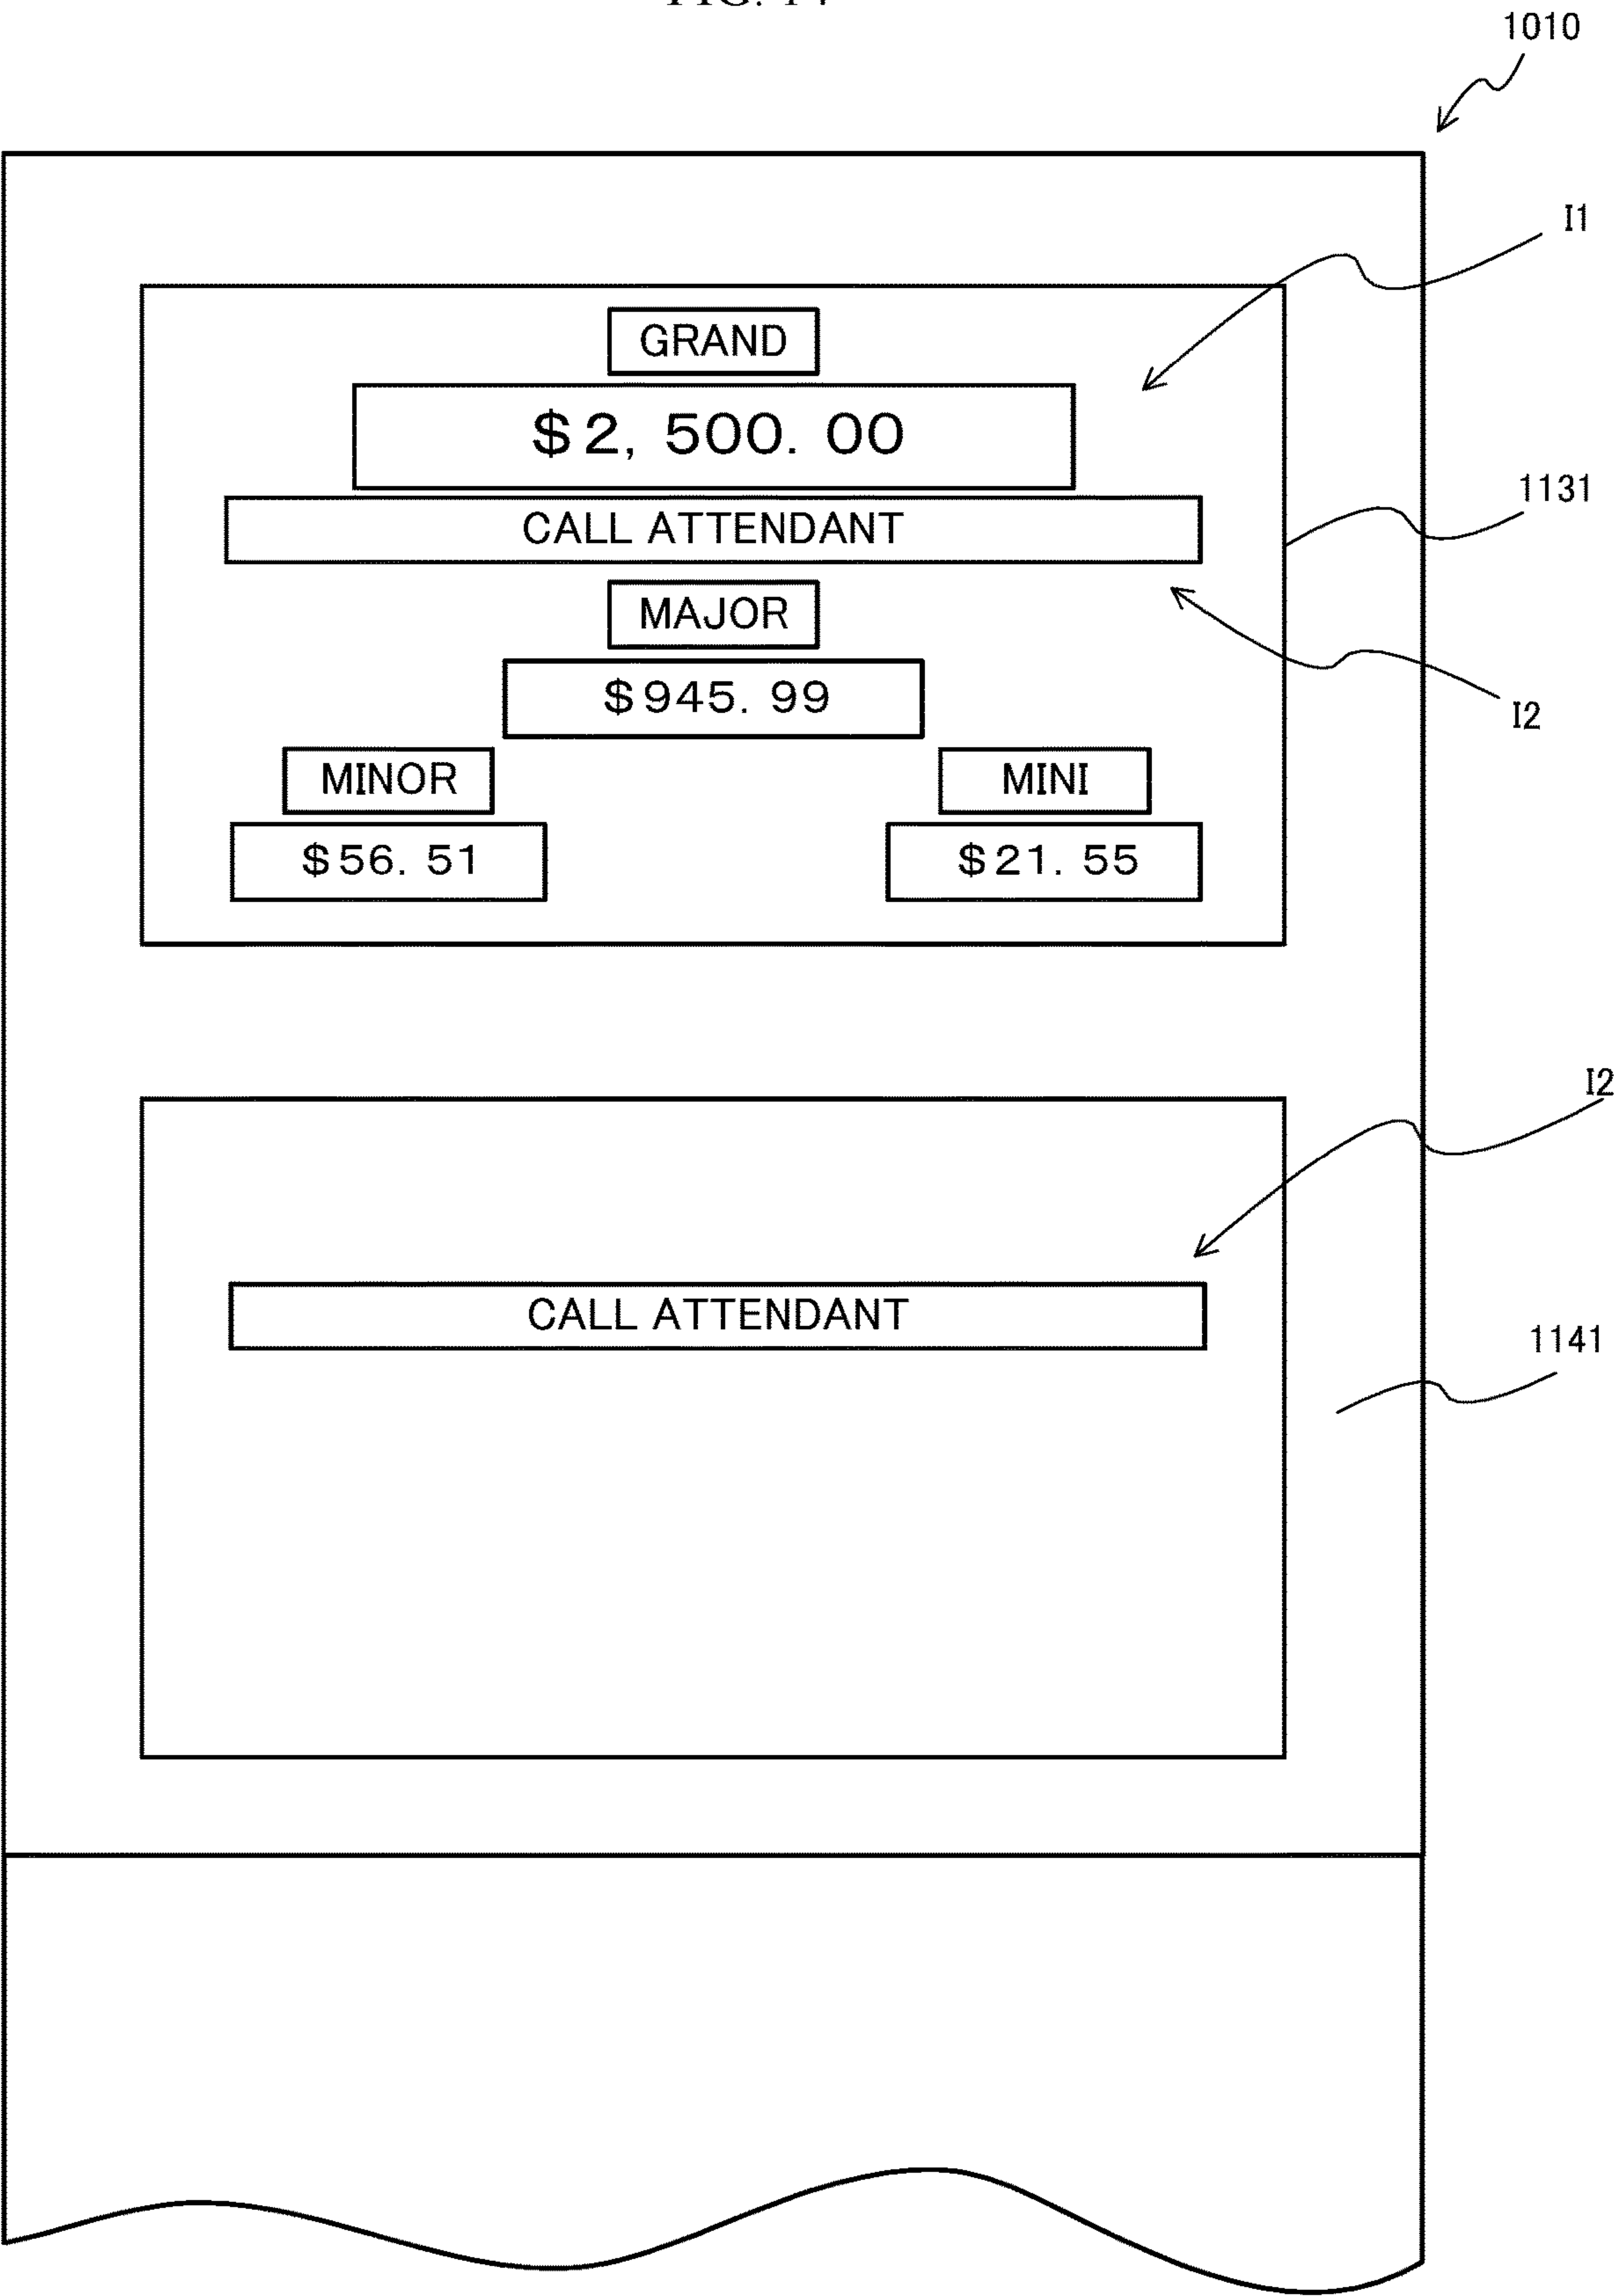 1010
I1
GRAND
$2,500.00
1131
CALL ATTENDANT
MAJOR
$945.99
I2
MINOR MINI
$56.51 $21.55
I2
CALL ATTENDANT
1141